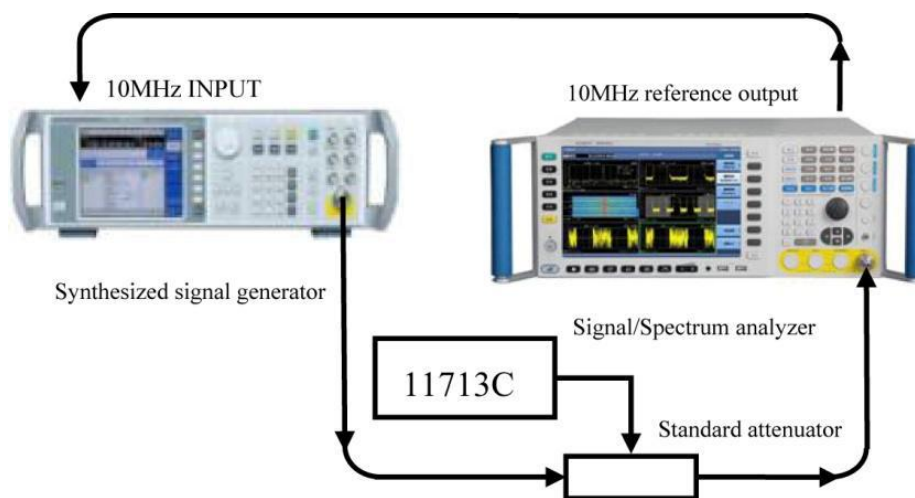 10MHz INPUT
10MHz reference output
Synthesized signal generator
Signal/Spectrum analyzer
11713C
Standard attenuator